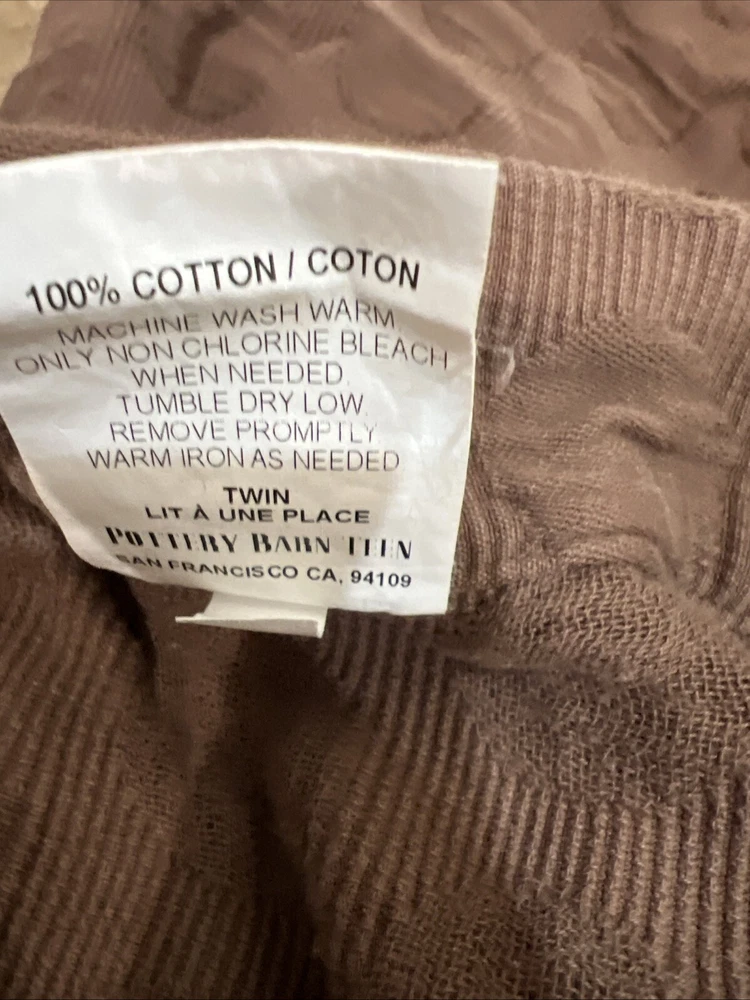 100% COTTON / COTON
MACHINE WASH WARM.
ONLY NON CHLORINE BLEACH
WHEN NEEDED.
TUMBLE DRY LOW.
REMOVE PROMPTLY.
WARM IRON AS NEEDED
TWIN
LIT À UNE PLACE
POTTERY BARN TEEN
SAN FRANCISCO CA, 94109